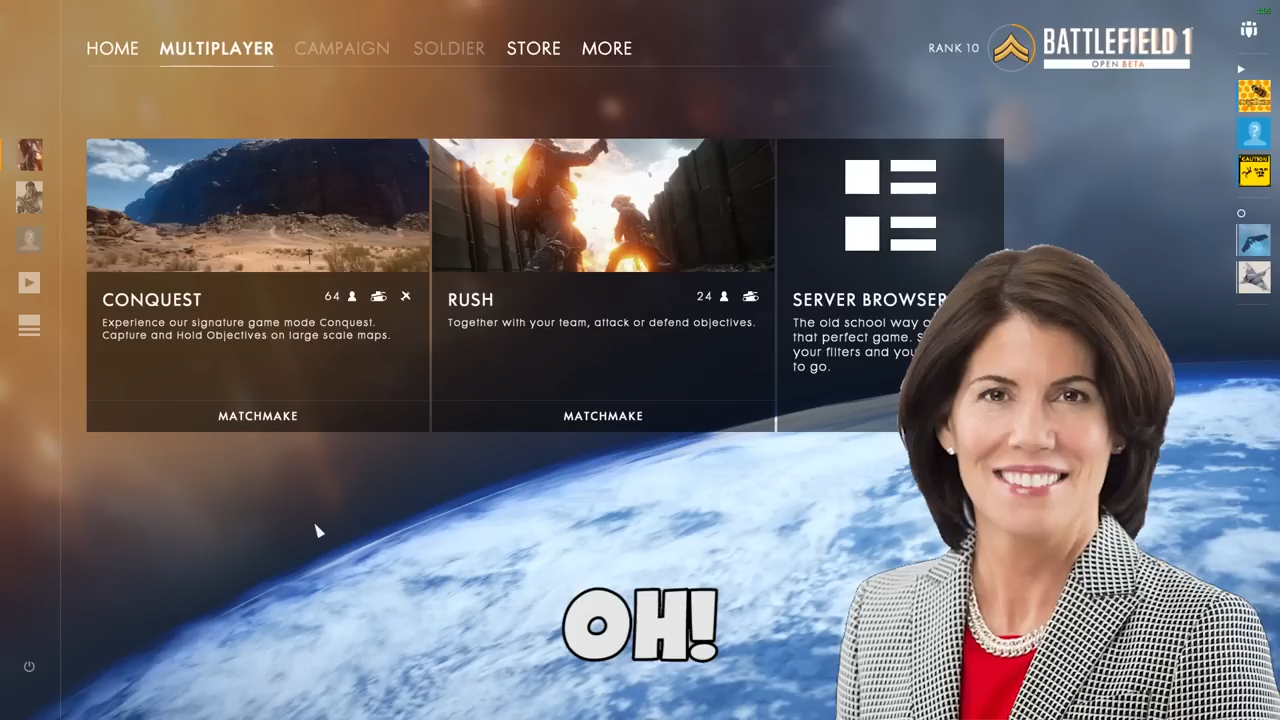 HOME MULTIPLAYER CAMPAIGN SOLDIER STORE MORE
RANK 10
BATTLEFIELD 1
OPEN BETA
CONQUEST
64
Experience our signature game mode Conquest.
Capture and Hold Objectives on large scale maps.
MATCHMAKE
RUSH
24
Together with your team, attack or defend objectives.
MATCHMAKE
SERVER BROWSER
The old school way
that perfect game.
your filters and you
to go.
CAUTION
OH!